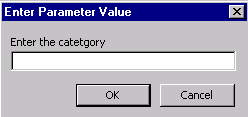 Enter Parameter Value
Enter the catetgory
OK
Cancel